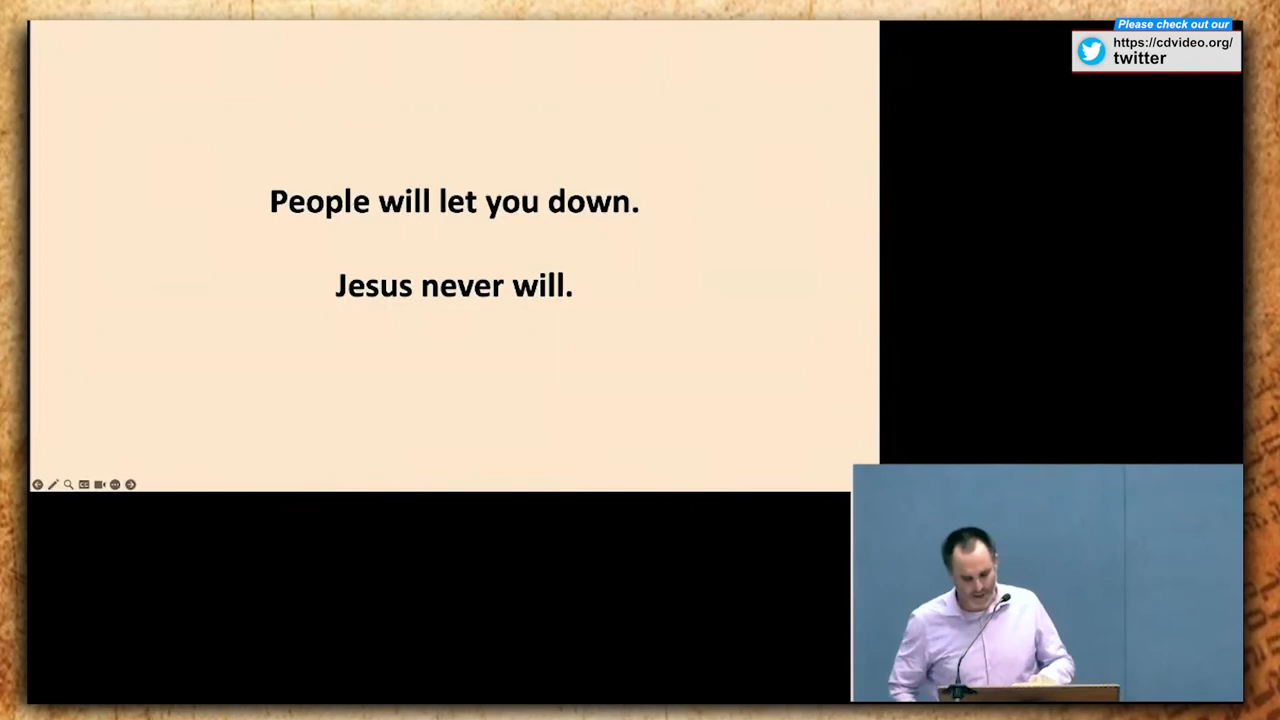 Please check out our
https://cdvideo.org/
twitter
People will let you down.
Jesus never will.